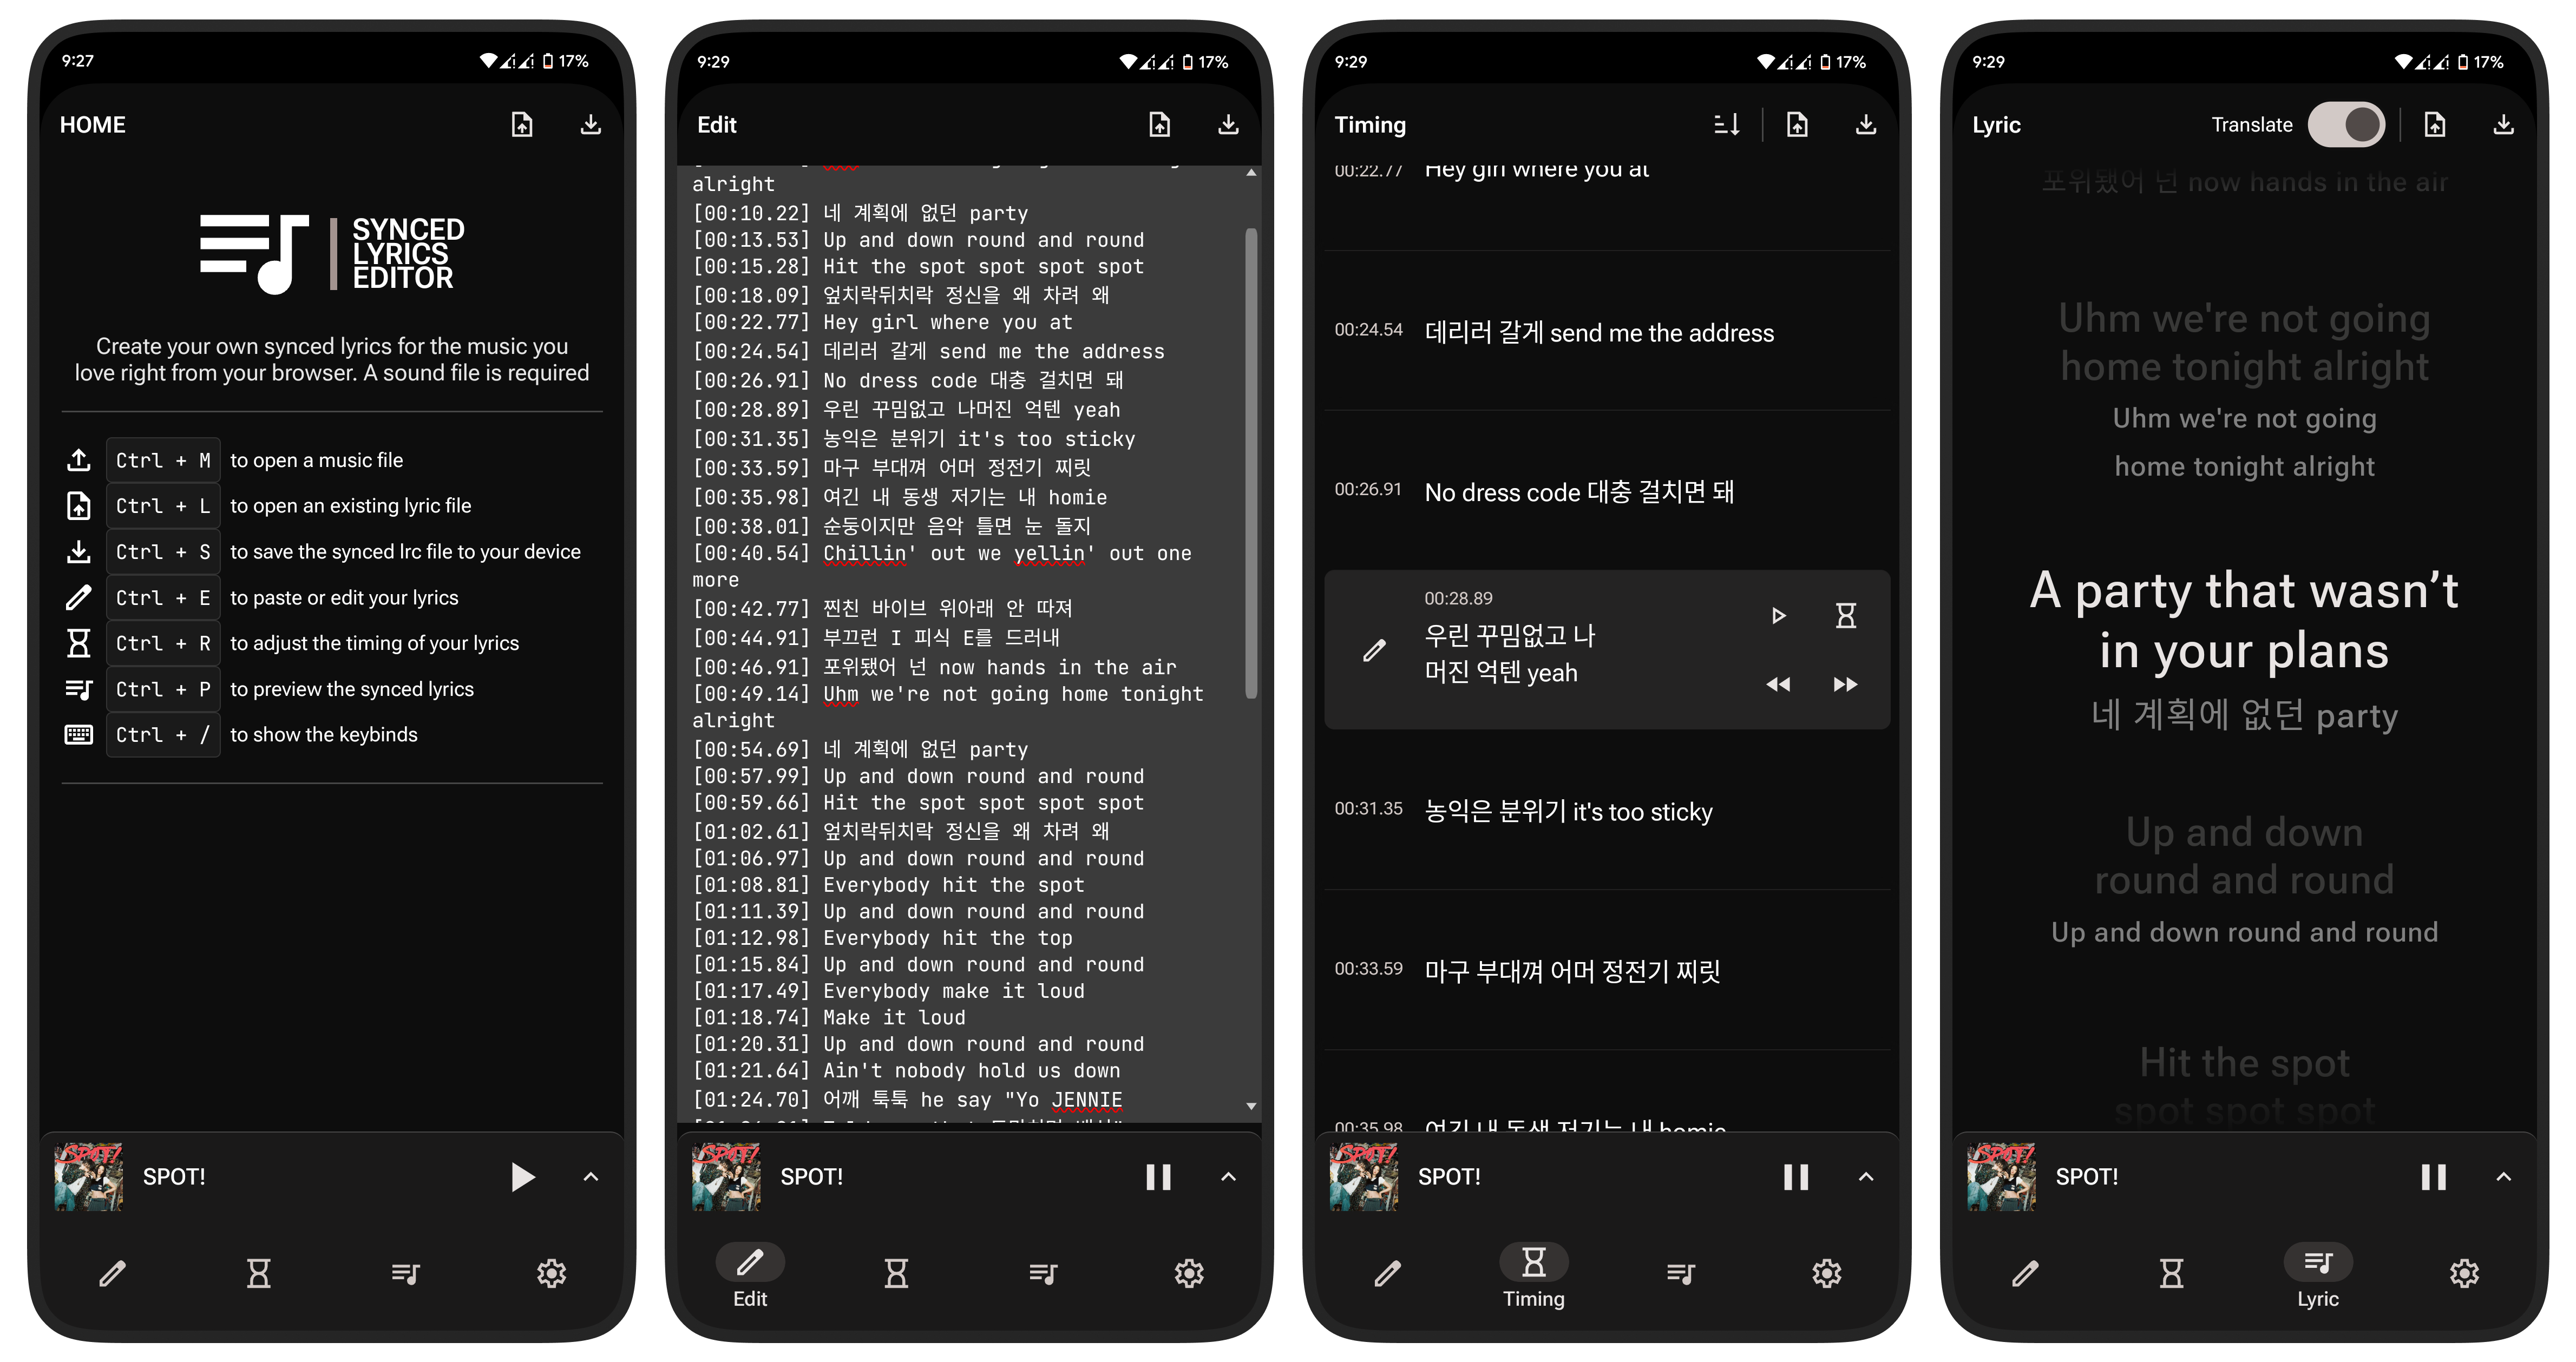 9:27
17%
HOME
SYNCED
LYRICS
EDITOR
Create your own synced lyrics for the music you
love right from your browser. A sound file is required
Ctrl + M to open a music file
Ctrl + L to open an existing lyric file
Ctrl + S to save the synced lrc file to your device
Ctrl + E to paste or edit your lyrics
Ctrl + R to adjust the timing of your lyrics
Ctrl + P to preview the synced lyrics
Ctrl + / to show the keybinds
SPOT!
SPOT!
9:29
17%
Edit
alright
[00:10.22] 네 계획에 없던 party
[00:13.53] Up and down round and round
[00:15.28] Hit the spot spot spot spot
[00:18.09] 엎치락뒤치락 정신을 왜 차려 왜
[00:22.77] Hey girl where you at
[00:24.54] 데리러 갈게 send me the address
[00:26.91] No dress code 대충 걸치면 돼
[00:28.89] 우린 꾸밈없고 나머진 억텐 yeah
[00:31.35] 농익은 분위기 it's too sticky
[00:33.59] 마구 부대껴 어머 정전기 찌릿
[00:35.98] 여긴 내 동생 저기는 내 homie
[00:38.01] 순둥이지만 음악 틀면 눈 돌지
[00:40.54] Chillin' out we yellin' out one
more
[00:42.77] 찐친 바이브 위아래 안 따져
[00:44.91] 부끄런 I 피식 E를 드러내
[00:46.91] 포위됐어 넌 now hands in the air
[00:49.14] Uhm we're not going home tonight
alright
[00:54.69] 네 계획에 없던 party
[00:57.99] Up and down round and round
[00:59.66] Hit the spot spot spot spot
[01:02.61] 엎치락뒤치락 정신을 왜 차려 왜
[01:06.97] Up and down round and round
[01:08.81] Everybody hit the spot
[01:11.39] Up and down round and round
[01:12.98] Everybody hit the top
[01:15.84] Up and down round and round
[01:17.49] Everybody make it loud
[01:18.74] Make it loud
[01:20.31] Up and down round and round
[01:21.64] Ain't nobody hold us down
[01:24.70] 어깨 툭툭 he say "Yo JENNIE
SPOT!
SPOT!
Edit
9:29
17%
Timing
00:22.77 Hey girl where you at
00:24.54 데리러 갈게 send me the address
00:26.91 No dress code 대충 걸치면 돼
00:28.89
우린 꾸밈없고 나
머진 억텐 yeah
00:31.35 농익은 분위기 it's too sticky
00:33.59 마구 부대껴 어머 정전기 찌릿
00:35.98 여긴 내 동생 저기는 내 homie
SPOT!
SPOT!
Timing
9:29
17%
Lyric
Translate
포위됐어 넌 now hands in the air
Uhm we're not going
home tonight alright
Uhm we're not going
home tonight alright
A party that wasn’t
in your plans
네 계획에 없던 party
Up and down
round and round
Up and down round and round
Hit the spot
spot spot spot
SPOT!
SPOT!
Lyric